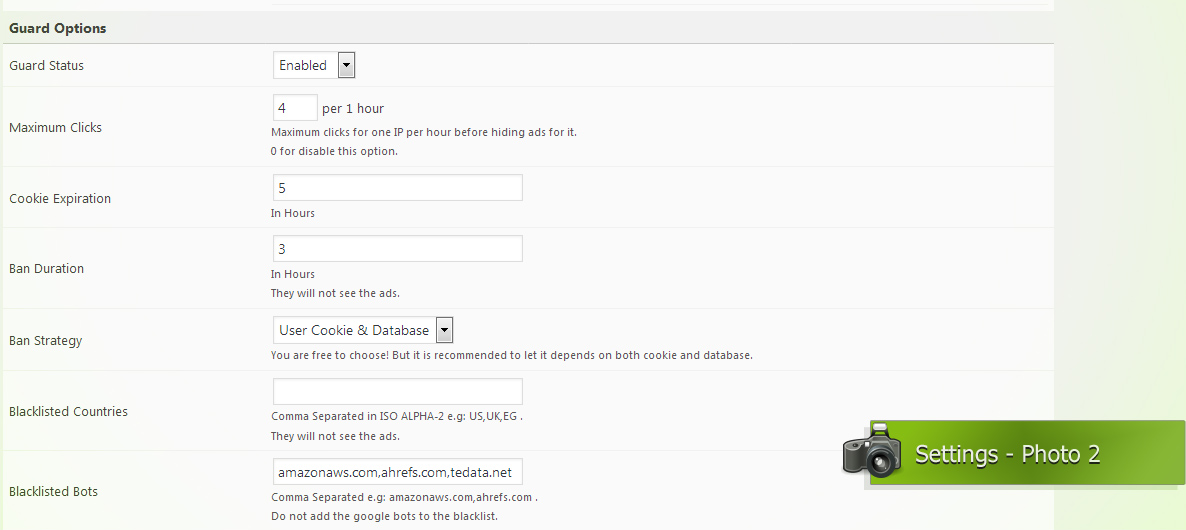 Guard Options
Guard Status
Enabled
Maximum Clicks
4 per 1 hour
Maximum clicks for one IP per hour before hiding ads for it.
0 for disable this option.
Cookie Expiration
5
In Hours
Ban Duration
3
In Hours
They will not see the ads.
Ban Strategy
User Cookie & Database
You are free to choose! But it is recommended to let it depends on both cookie and database.
Blacklisted Countries
Comma Separated in ISO ALPHA-2 e.g: US,UK,EG .
They will not see the ads.
Settings - Photo 2
Blacklisted Bots
amazonaws.com,ahrefs.com,tedata.net
Comma Separated e.g: amazonaws.com,ahrefs.com .
Do not add the google bots to the blacklist.